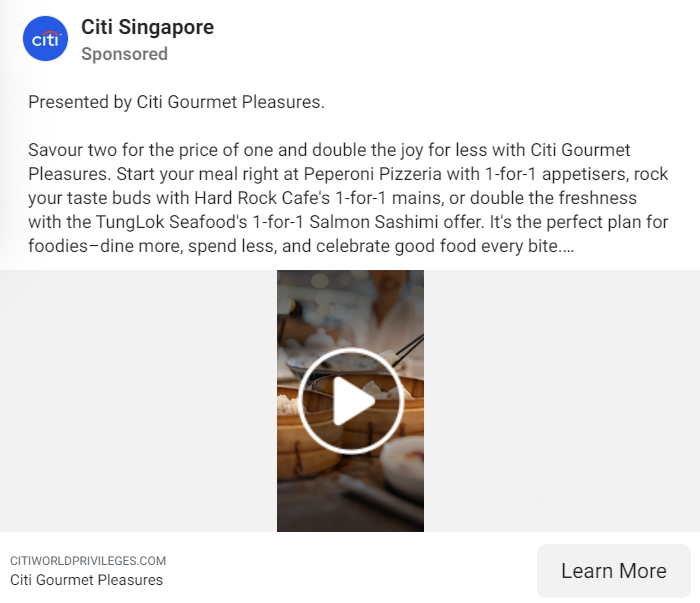 citi
Citi Singapore
Sponsored
Presented by Citi Gourmet Pleasures.
Savour two for the price of one and double the joy for less with Citi Gourmet
Pleasures. Start your meal right at Peperoni Pizzeria with 1-for-1 appetisers, rock
your taste buds with Hard Rock Cafe's 1-for-1 mains, or double the freshness
with the TungLok Seafood's 1-for-1 Salmon Sashimi offer. It's the perfect plan for
foodies–dine more, spend less, and celebrate good food every bite....
CITIWORLDPRIVILEGES.COM
Citi Gourmet Pleasures
Learn More